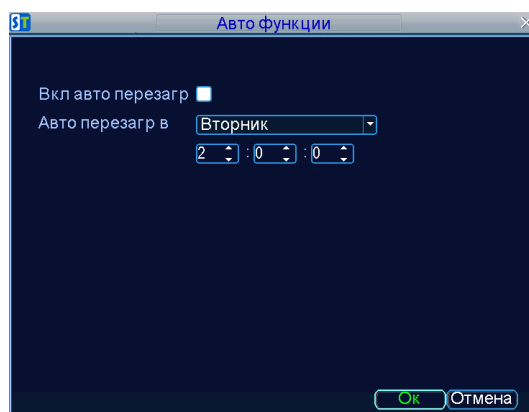 ST Авто функции
Вкл авто перезагр
Авто перезагр в Вторник
2 : 0 : 0
Ок Отмена